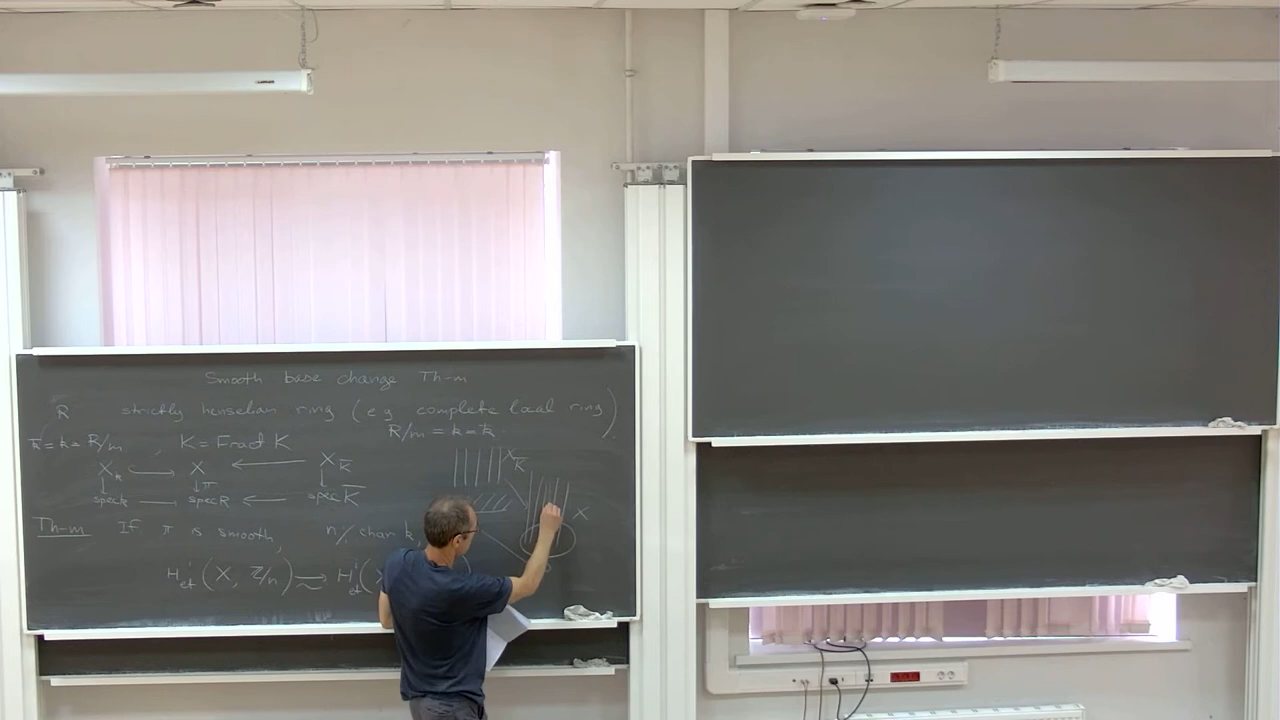 Smooth base change Th-m
R strictly henselian ring (e g complete local ring)
R/m = k = k̄
k̄ = k = R/m K = Frac K
X_k ↪ X ← X_K̄
↓ ↓π ↓
spec k — spec R ← spec K̄
X_K̄
X
Th-m If π is smooth, n∤char k,
H^i_et(X, Z/n) ⥲ H^i_et(X